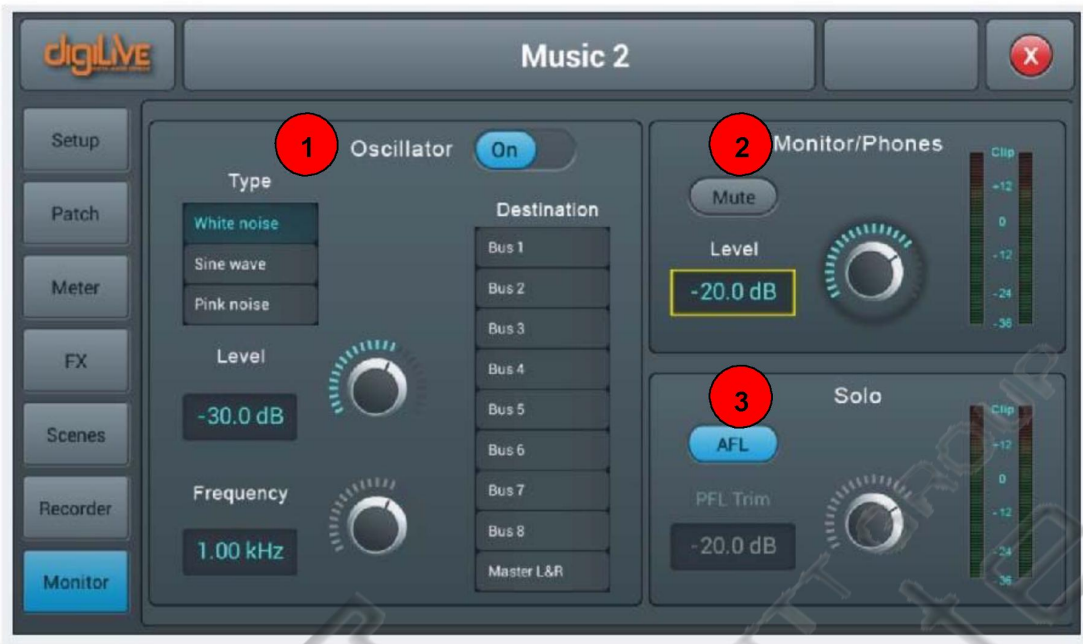 digiLIVE
Music 2
X
Setup
Patch
Meter
FX
Scenes
Recorder
Monitor
1
Oscillator
On
Type
White noise
Sine wave
Pink noise
Level
-30.0 dB
Frequency
1.00 kHz
Destination
Bus 1
Bus 2
Bus 3
Bus 4
Bus 5
Bus 6
Bus 7
Bus 8
Master L&R
2
Monitor/Phones
Mute
Level
-20.0 dB
Clip
+12
0
-12
-24
-36
3
Solo
AFL
PFL Trim
-20.0 dB
Clip
+12
0
-12
-24
-36
TT GROUP